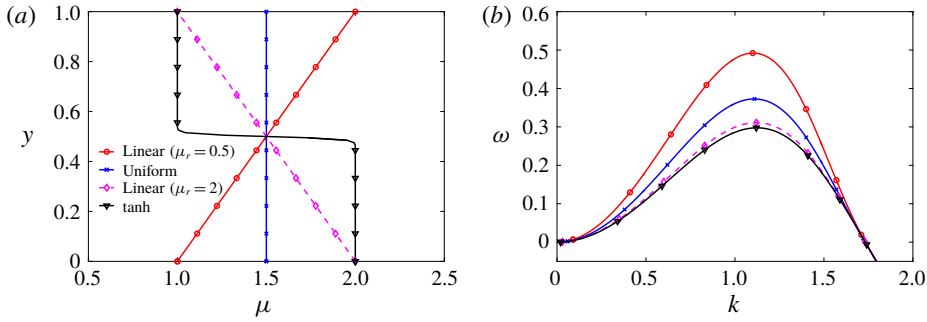 (a)
1.0
0.8
0.6
y
0.4
0.2
0
Linear (μr = 0.5)
Uniform
Linear (μr = 2)
tanh
0.5 1.0 1.5 2.0 2.5
μ
(b)
0.6
0.5
0.4
ω
0.3
0.2
0.1
0
0 0.5 1.0 1.5 2.0
k